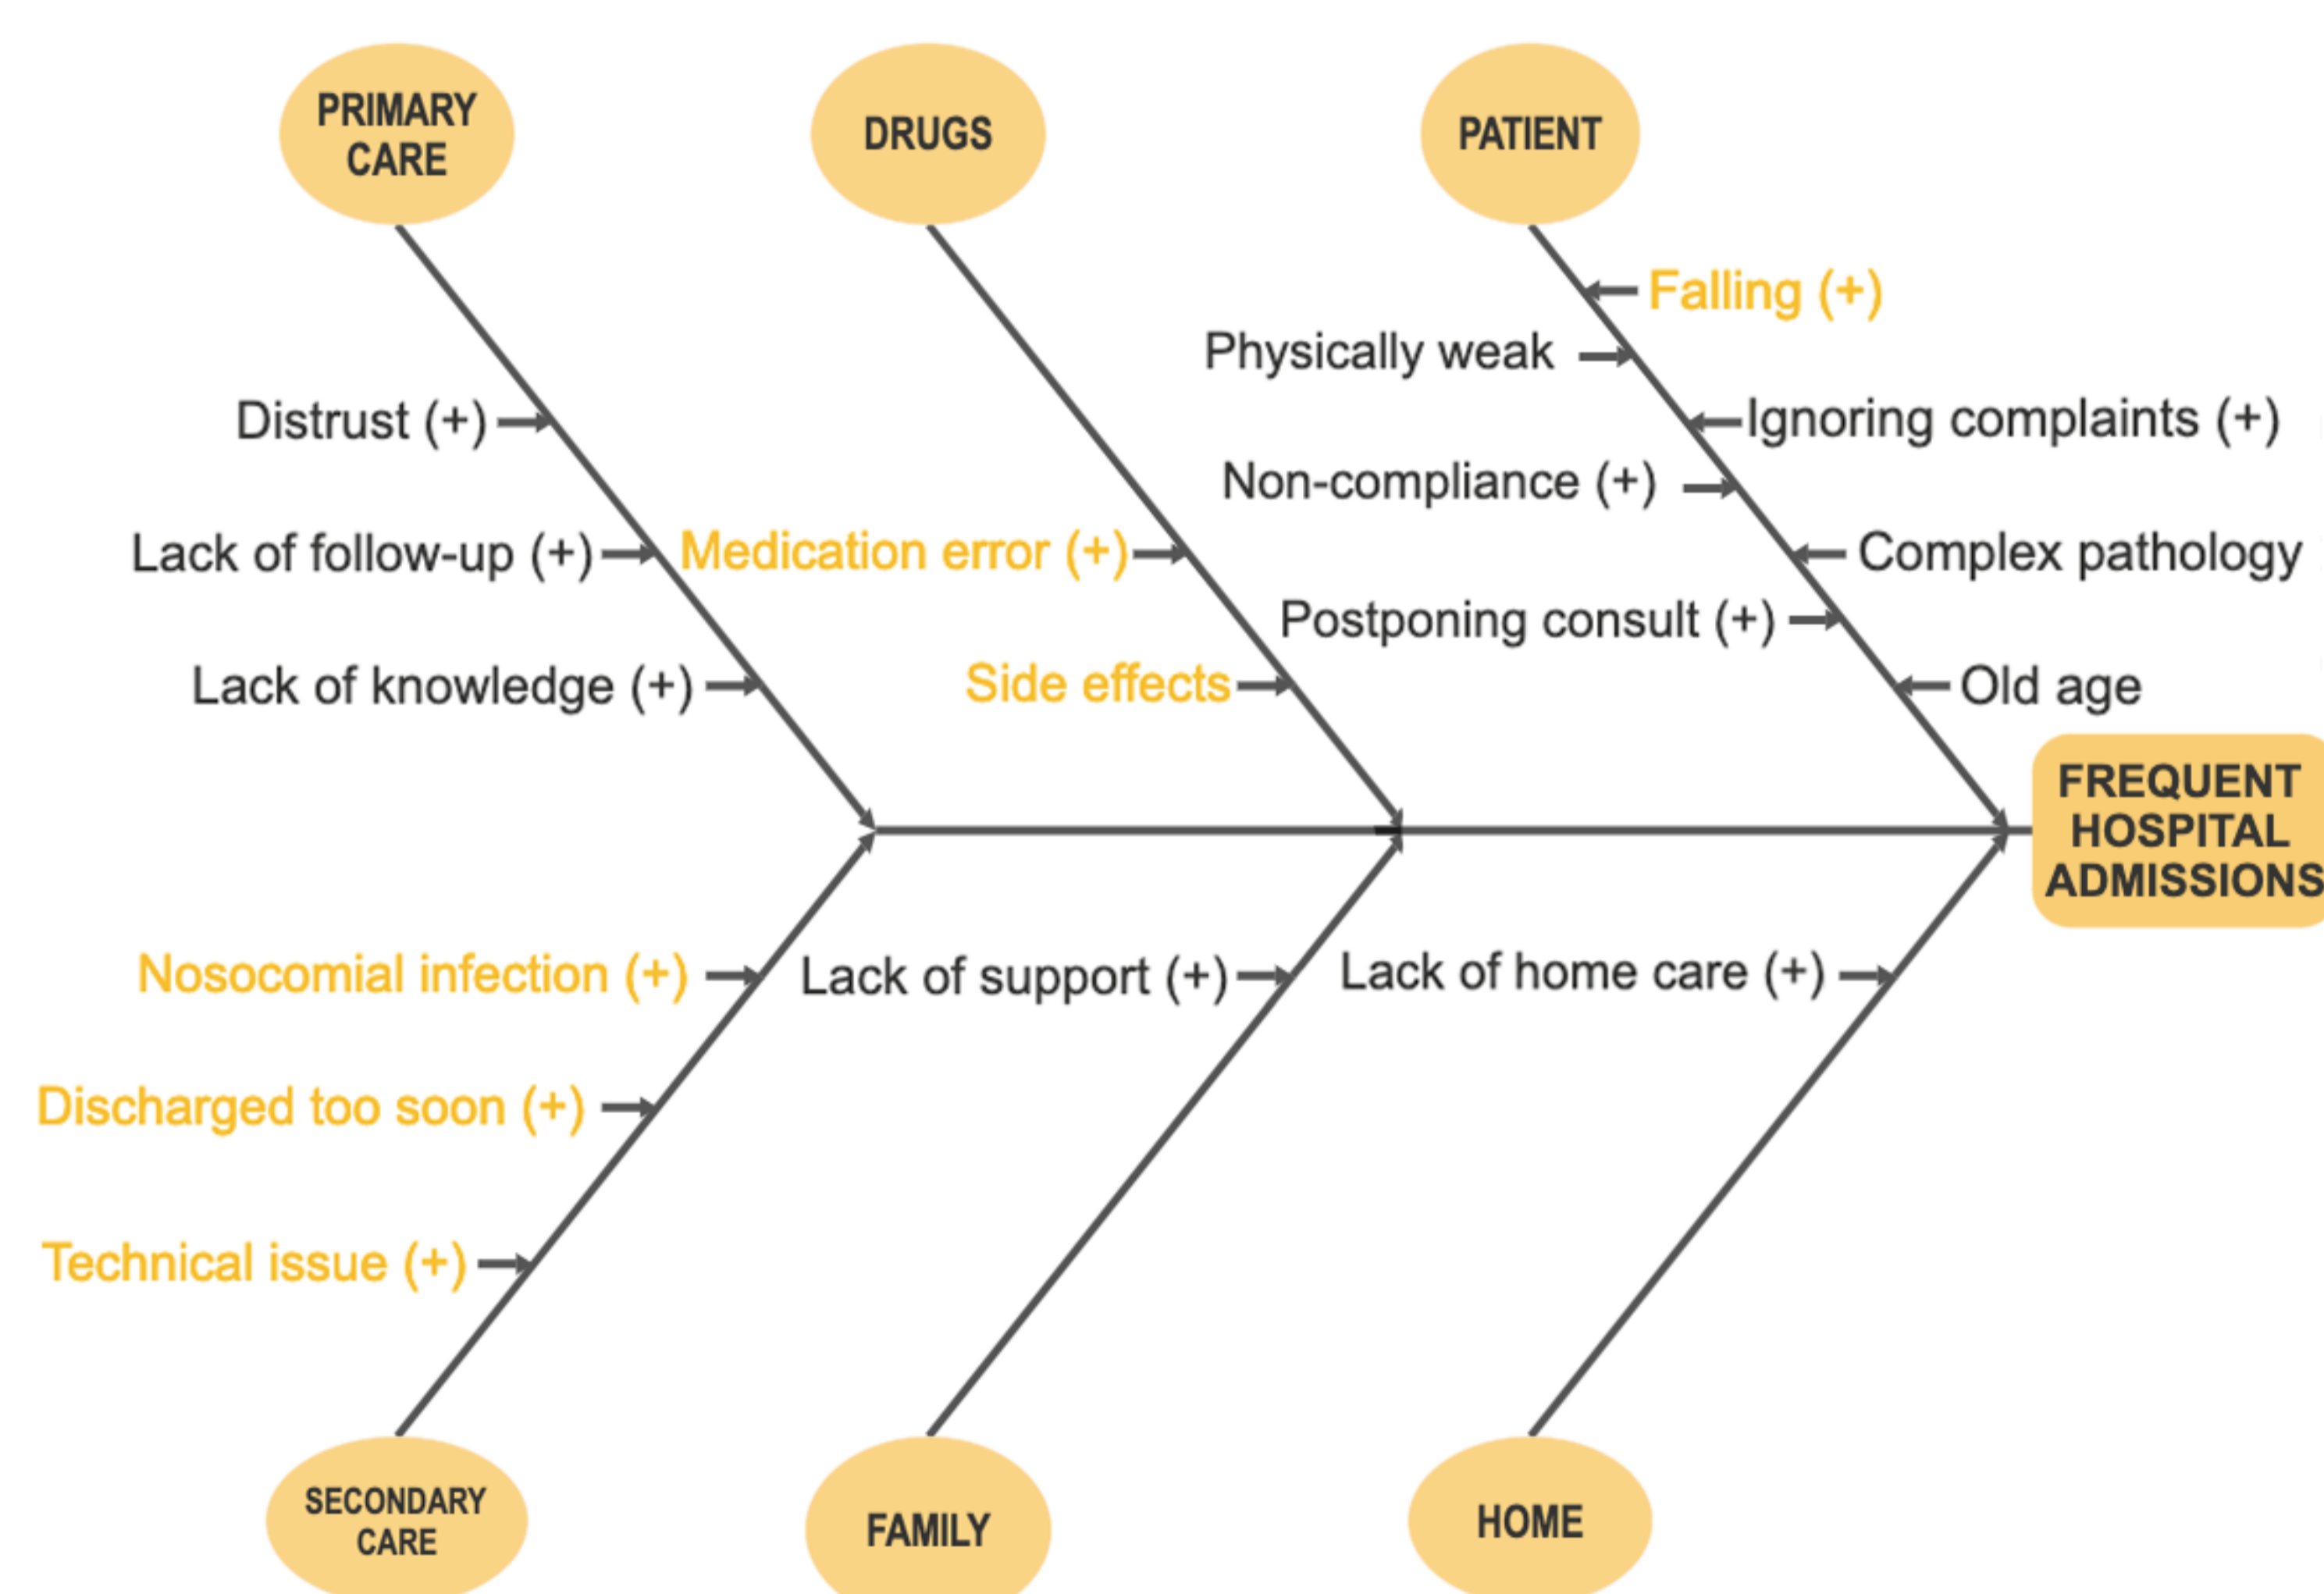 PRIMARY
CARE
DRUGS
PATIENT
Falling (+)
Physically weak
Ignoring complaints (+)
Distrust (+)
Non-compliance (+)
Lack of follow-up (+)
Medication error (+)
Complex pathology
Postponing consult (+)
Lack of knowledge (+)
Side effects
Old age
FREQUENT
HOSPITAL
ADMISSIONS
Nosocomial infection (+)
Lack of support (+)
Lack of home care (+)
Discharged too soon (+)
Technical issue (+)
SECONDARY
CARE
FAMILY
HOME